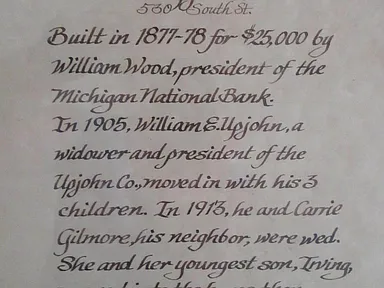 530 South St.
Built in 1877-78 for $25,000 by
William Wood, president of the
Michigan National Bank.
In 1905, William E. Upjohn, a
widower and president of the
Upjohn Co., moved in with his 3
children. In 1913, he and Carrie
Gilmore, his neighbor, were wed.
She and her youngest son, Irving,